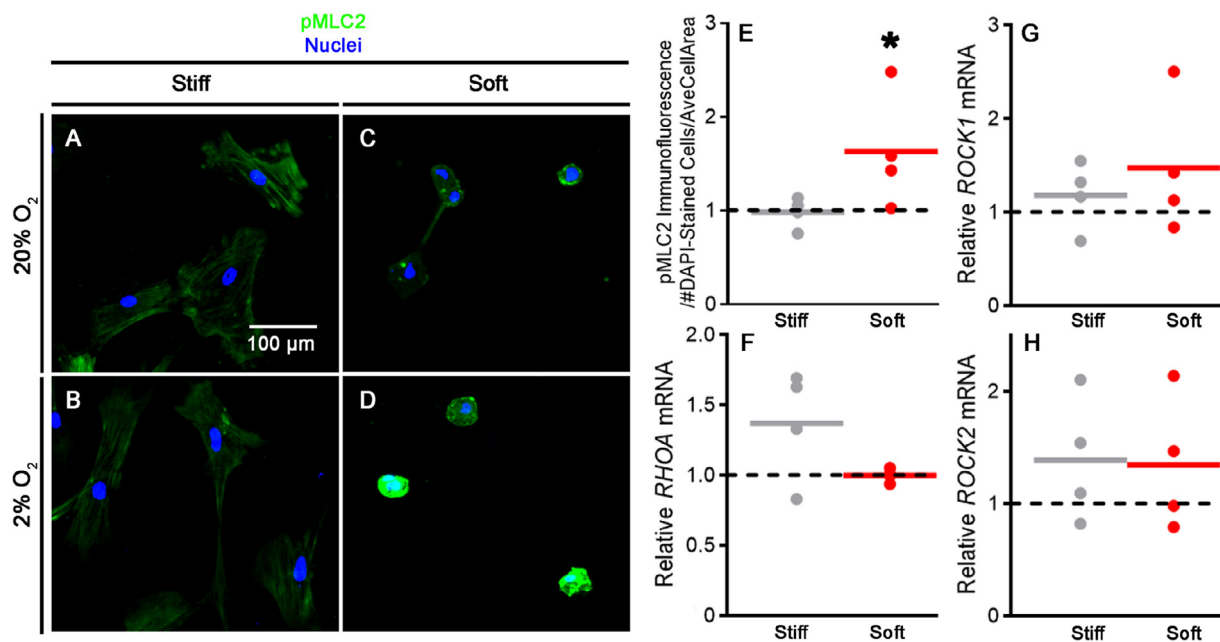 pMLC2
Nuclei
Stiff
Soft
20% O2
2% O2
A
C
100 µm
B
D
E
pMLC2 Immunofluorescence
/#DAPI-Stained Cells/AveCellArea
3
2
1
0
*
Stiff
Soft
G
Relative ROCK1 mRNA
3
2
1
0
Stiff
Soft
F
Relative RHOA mRNA
2.0
1.5
1.0
0.5
0
Stiff
Soft
H
Relative ROCK2 mRNA
2
1
0
Stiff
Soft